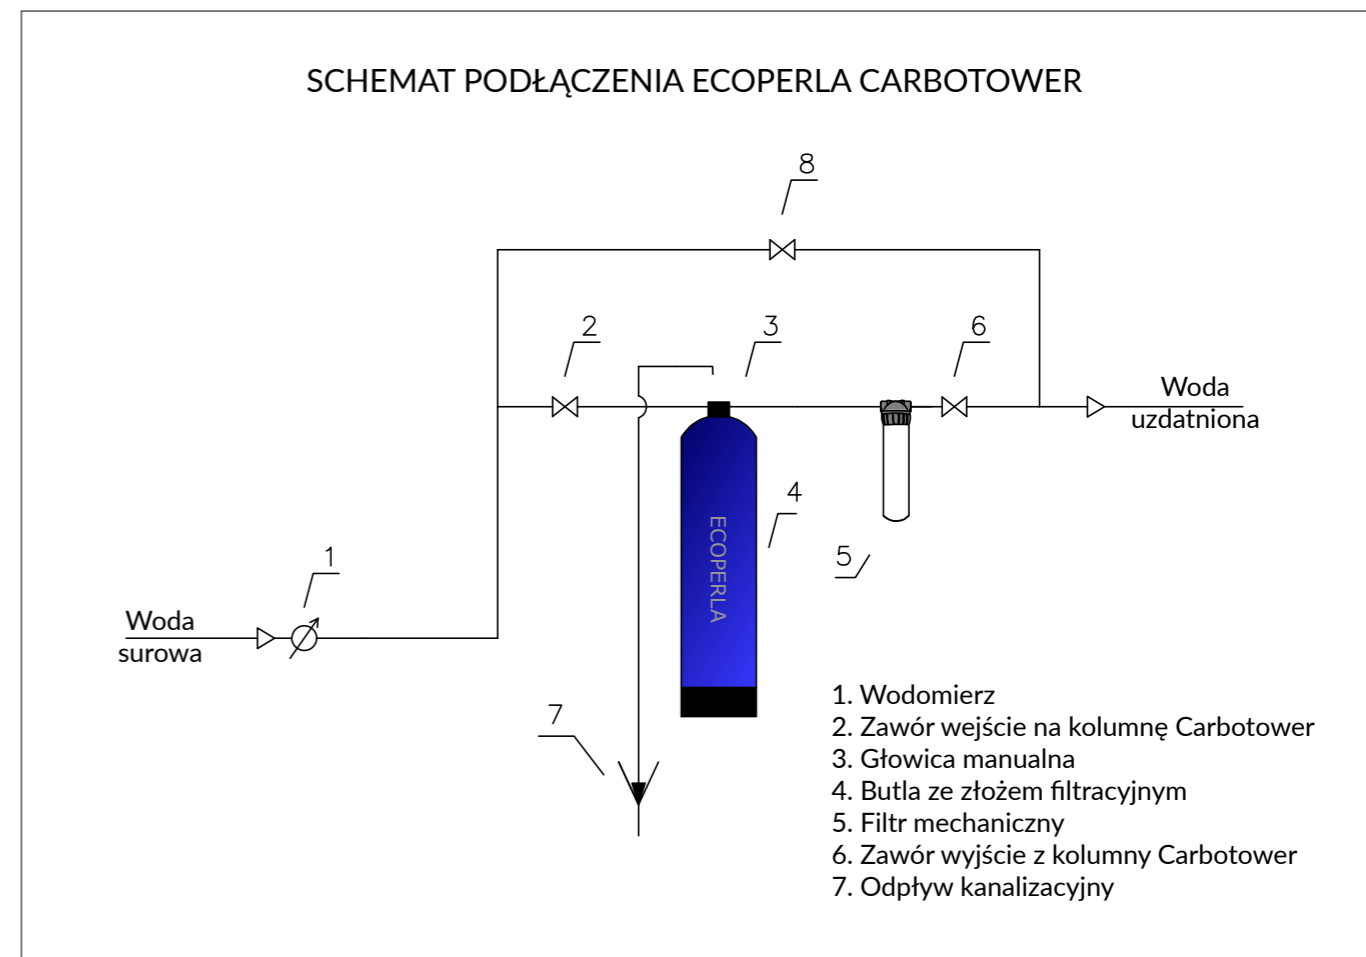 SCHEMAT PODŁĄCZENIA ECOPERLA CARBOTOWER
8
2
3
6
Woda
uzdatniona
4
ECOPERLA
5
1
Woda
surowa
7
1. Wodomierz
2. Zawór wejście na kolumnę Carbotower
3. Głowica manualna
4. Butla ze złożem filtracyjnym
5. Filtr mechaniczny
6. Zawór wyjście z kolumny Carbotower
7. Odpływ kanalizacyjny